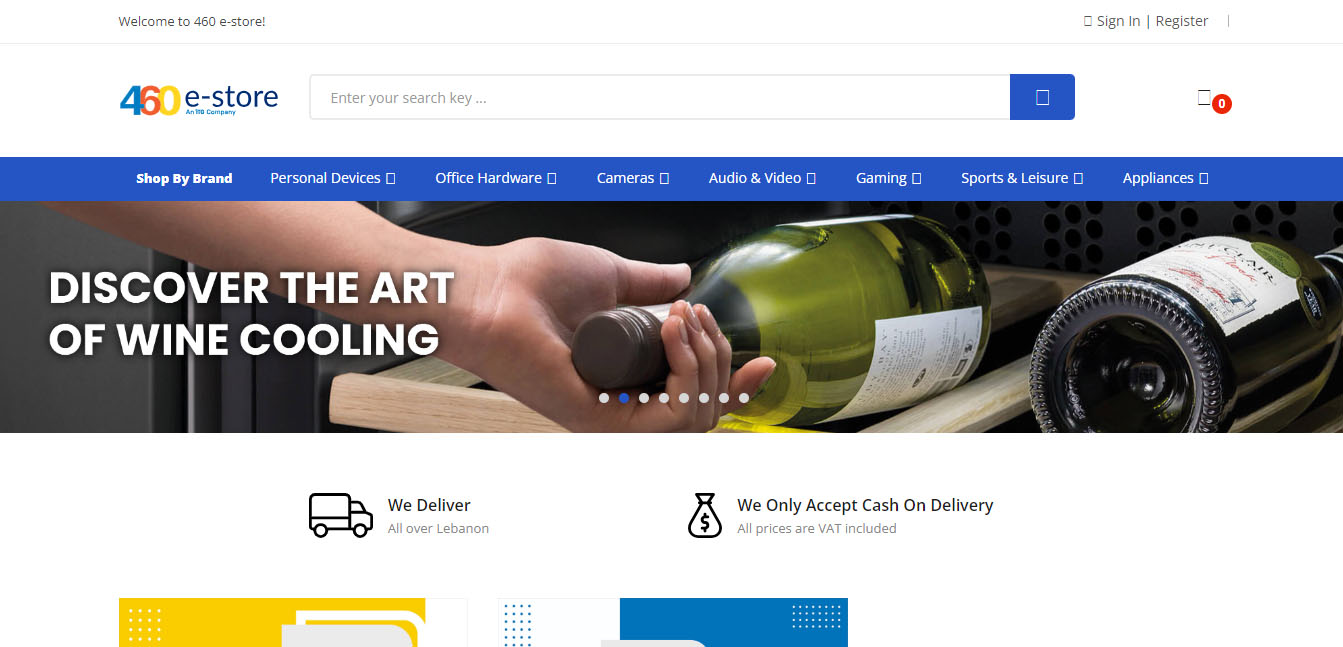 Welcome to 460 e-store!
Sign In | Register
460 e-store
An ITG Company
Enter your search key ...
0
Shop By Brand
Personal Devices
Office Hardware
Cameras
Audio & Video
Gaming
Sports & Leisure
Appliances
DISCOVER THE ART
OF WINE COOLING
We Deliver
All over Lebanon
We Only Accept Cash On Delivery
All prices are VAT included